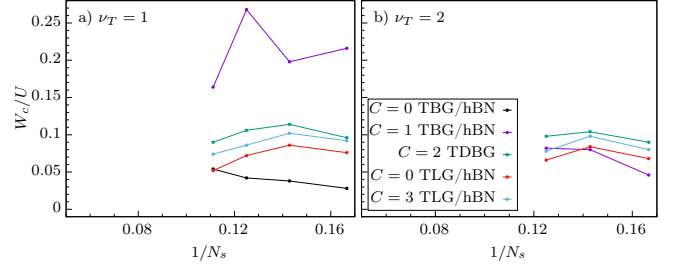 a) ν_T = 1
b) ν_T = 2
W_c/U
0.25
0.2
0.15
0.1
0.05
0
C = 0 TBG/hBN
C = 1 TBG/hBN
C = 2 TDBG
C = 0 TLG/hBN
C = 3 TLG/hBN
0.08 0.12 0.16 0.08 0.12 0.16
1/N_s 1/N_s